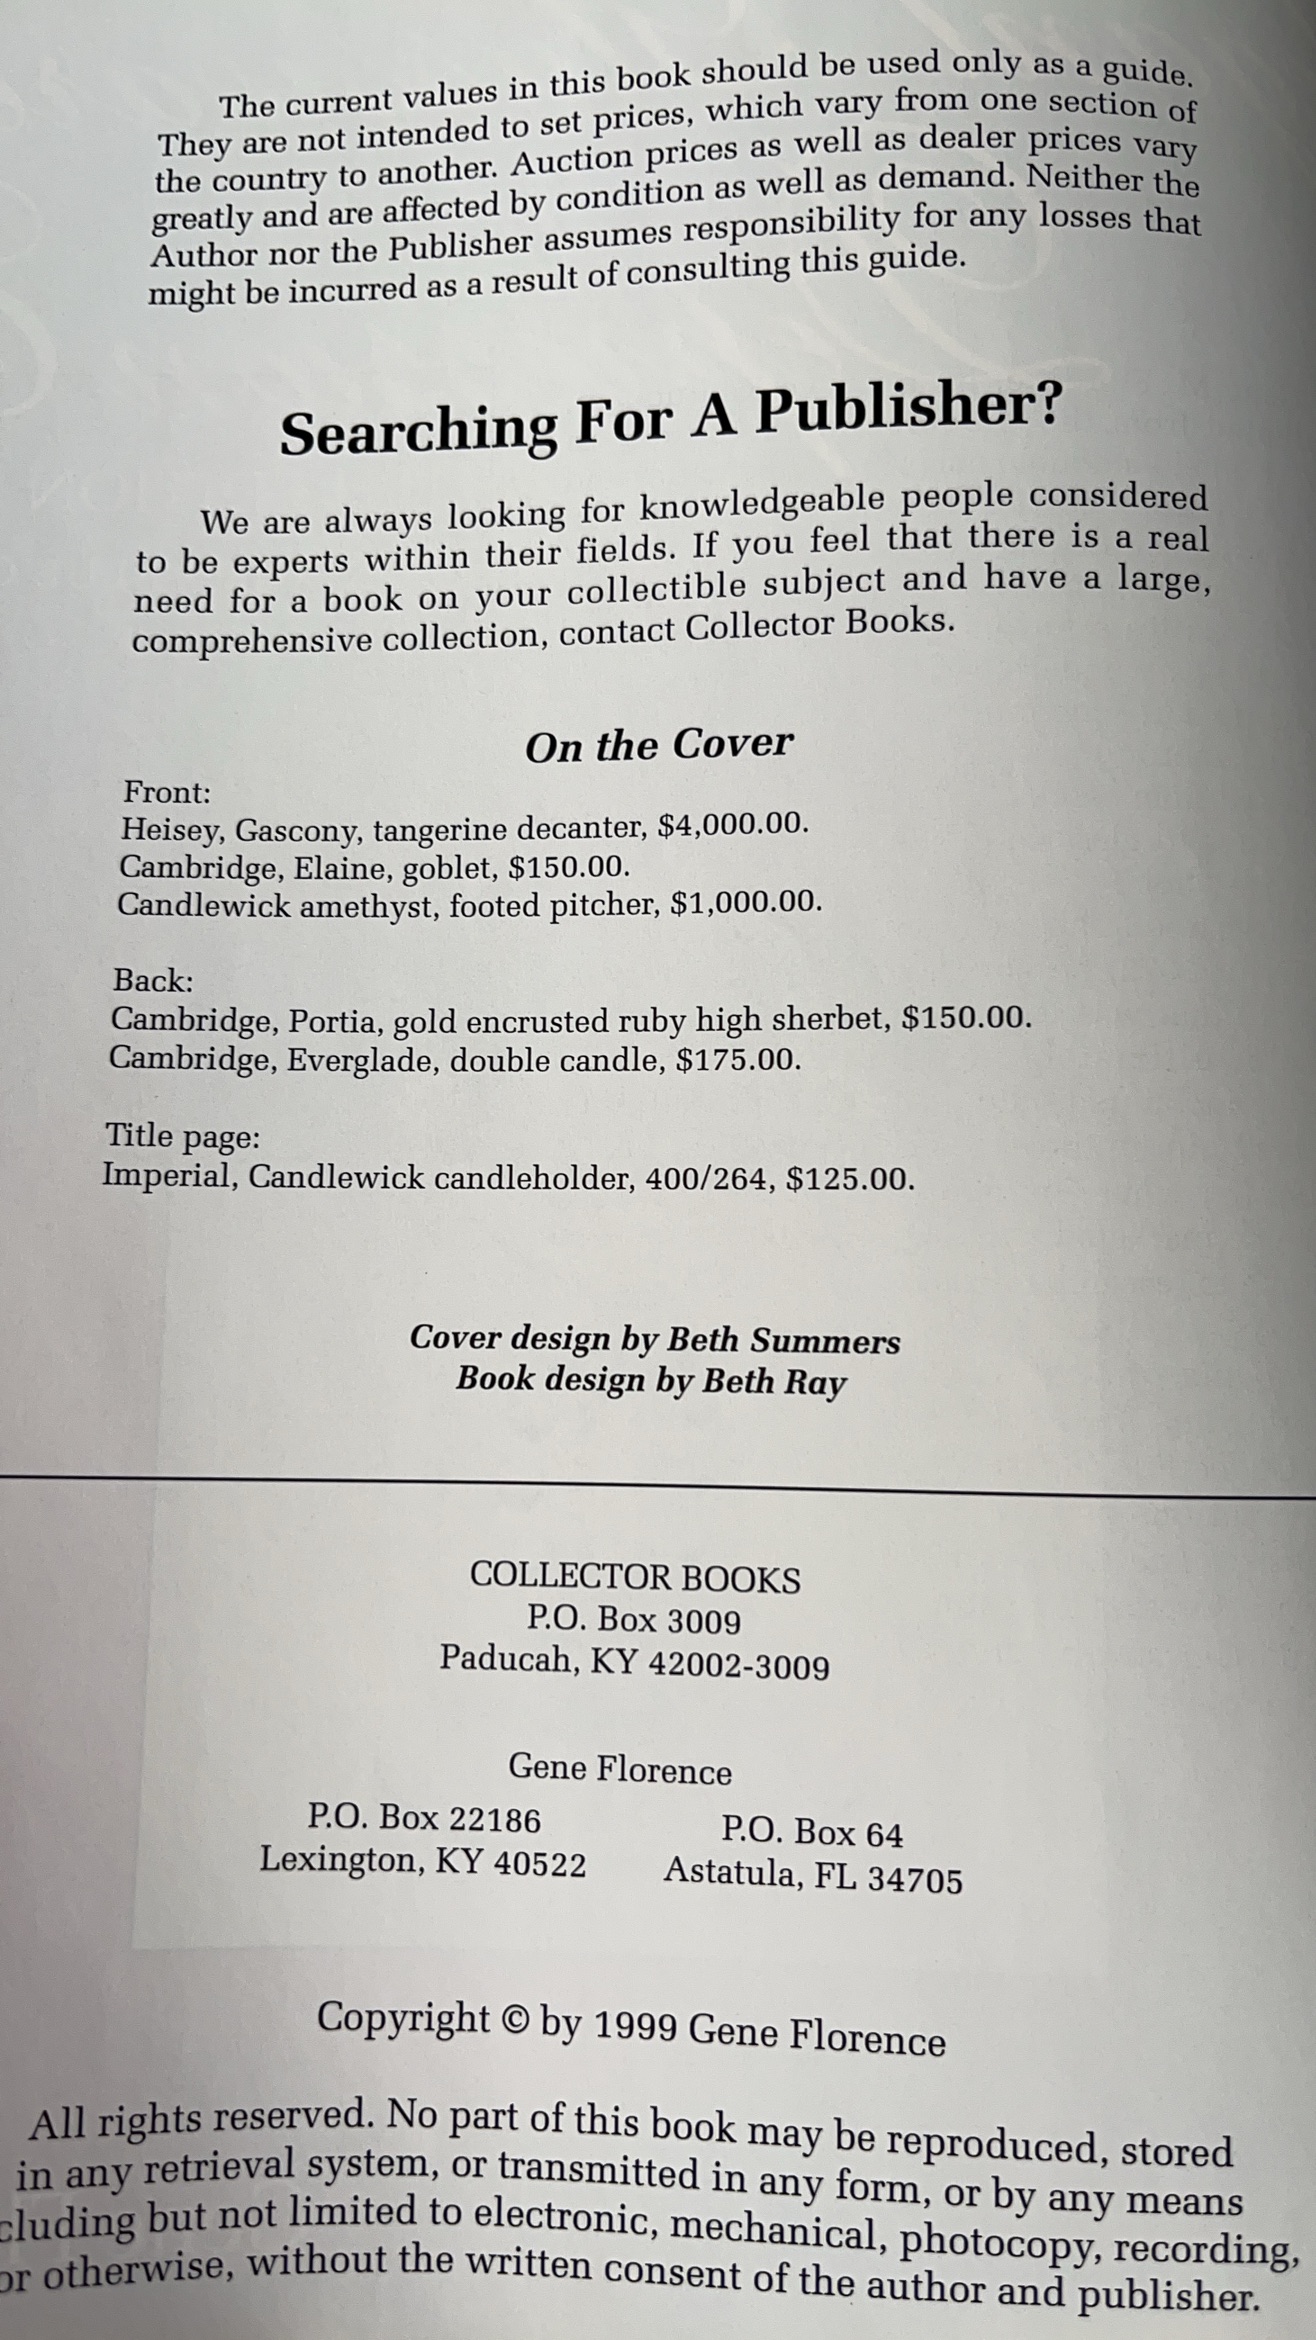 The current values in this book should be used only as a guide.
They are not intended to set prices, which vary from one section of
the country to another. Auction prices as well as dealer prices vary
greatly and are affected by condition as well as demand. Neither the
Author nor the Publisher assumes responsibility for any losses that
might be incurred as a result of consulting this guide.
Searching For A Publisher?
We are always looking for knowledgeable people considered
to be experts within their fields. If you feel that there is a real
need for a book on your collectible subject and have a large,
comprehensive collection, contact Collector Books.
On the Cover
Front:
Heisey, Gascony, tangerine decanter, $4,000.00.
Cambridge, Elaine, goblet, $150.00.
Candlewick amethyst, footed pitcher, $1,000.00.
Back:
Cambridge, Portia, gold encrusted ruby high sherbet, $150.00.
Cambridge, Everglade, double candle, $175.00.
Title page:
Imperial, Candlewick candleholder, 400/264, $125.00.
Cover design by Beth Summers
Book design by Beth Ray
COLLECTOR BOOKS
P.O. Box 3009
Paducah, KY 42002-3009
Gene Florence
P.O. Box 22186 P.O. Box 64
Lexington, KY 40522 Astatula, FL 34705
Copyright © by 1999 Gene Florence
All rights reserved. No part of this book may be reproduced, stored
in any retrieval system, or transmitted in any form, or by any means
cluding but not limited to electronic, mechanical, photocopy, recording,
or otherwise, without the written consent of the author and publisher.